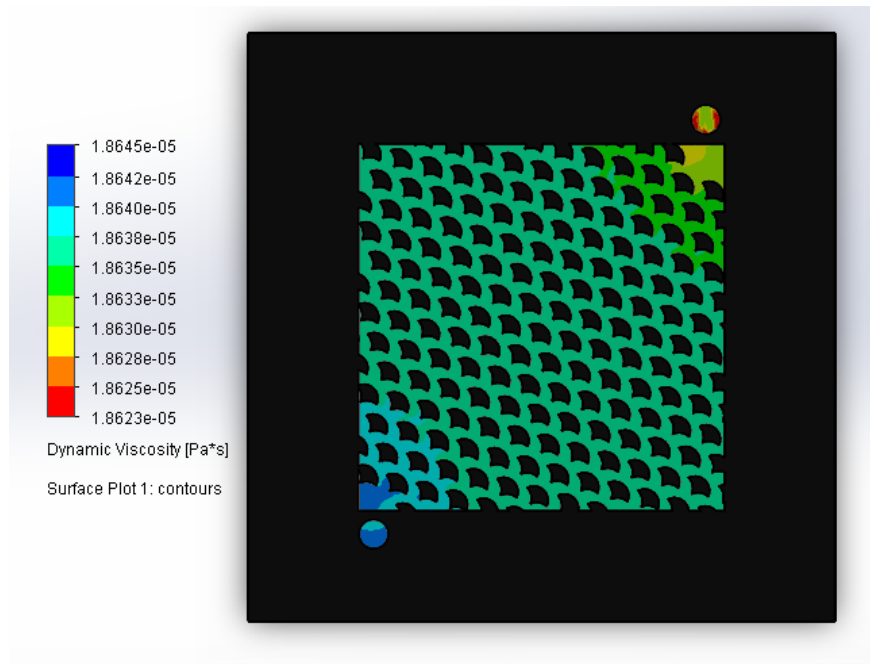 1.8645e-05
1.8642e-05
1.8640e-05
1.8638e-05
1.8635e-05
1.8633e-05
1.8630e-05
1.8628e-05
1.8625e-05
1.8623e-05
Dynamic Viscosity [Pa*s]
Surface Plot 1: contours